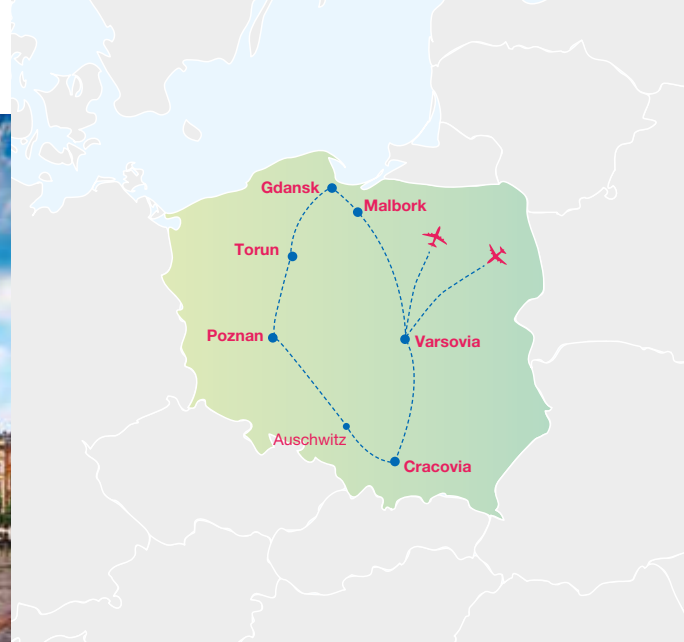 Gdansk
Malbork
Torun
Poznan
Varsovia
Auschwitz
Cracovia